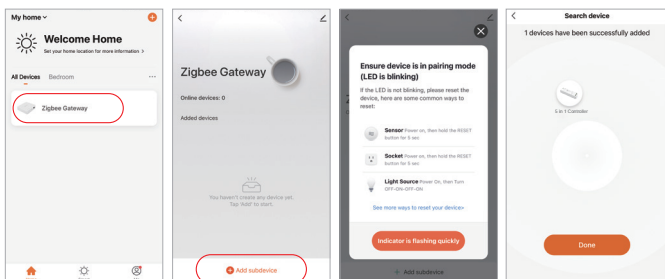 My home
Welcome Home
Set your home location for more information >
All Devices Bedroom ...
Zigbee Gateway
Zigbee Gateway
Online devices: 0
Added devices
You haven't create any device yet.
Tap 'Add' to start.
Add subdevice
Ensure device is in pairing mode
(LED is blinking)
If the LED is not blinking, please reset the
device, here are some common ways to
reset:
Sensor Power on, then hold the RESET
button for 5 sec
Socket Power on, then hold the RESET
button for 5 sec
Light Source Power On, then Turn
OFF-ON-OFF-ON
See more ways to reset your device>
Indicator is flashing quickly
+ Add subdevice
Search device
1 devices have been successfully added
5 in 1 Controller
Done